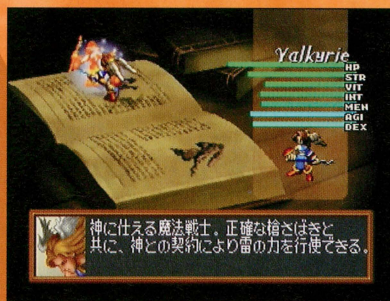 Valkyrie
HP
STR
VIT
INT
MEN
AGI
DEX
神に仕える魔法戦士。正確な槍さばきと
共に、神との契約により雷の力を行使できる。